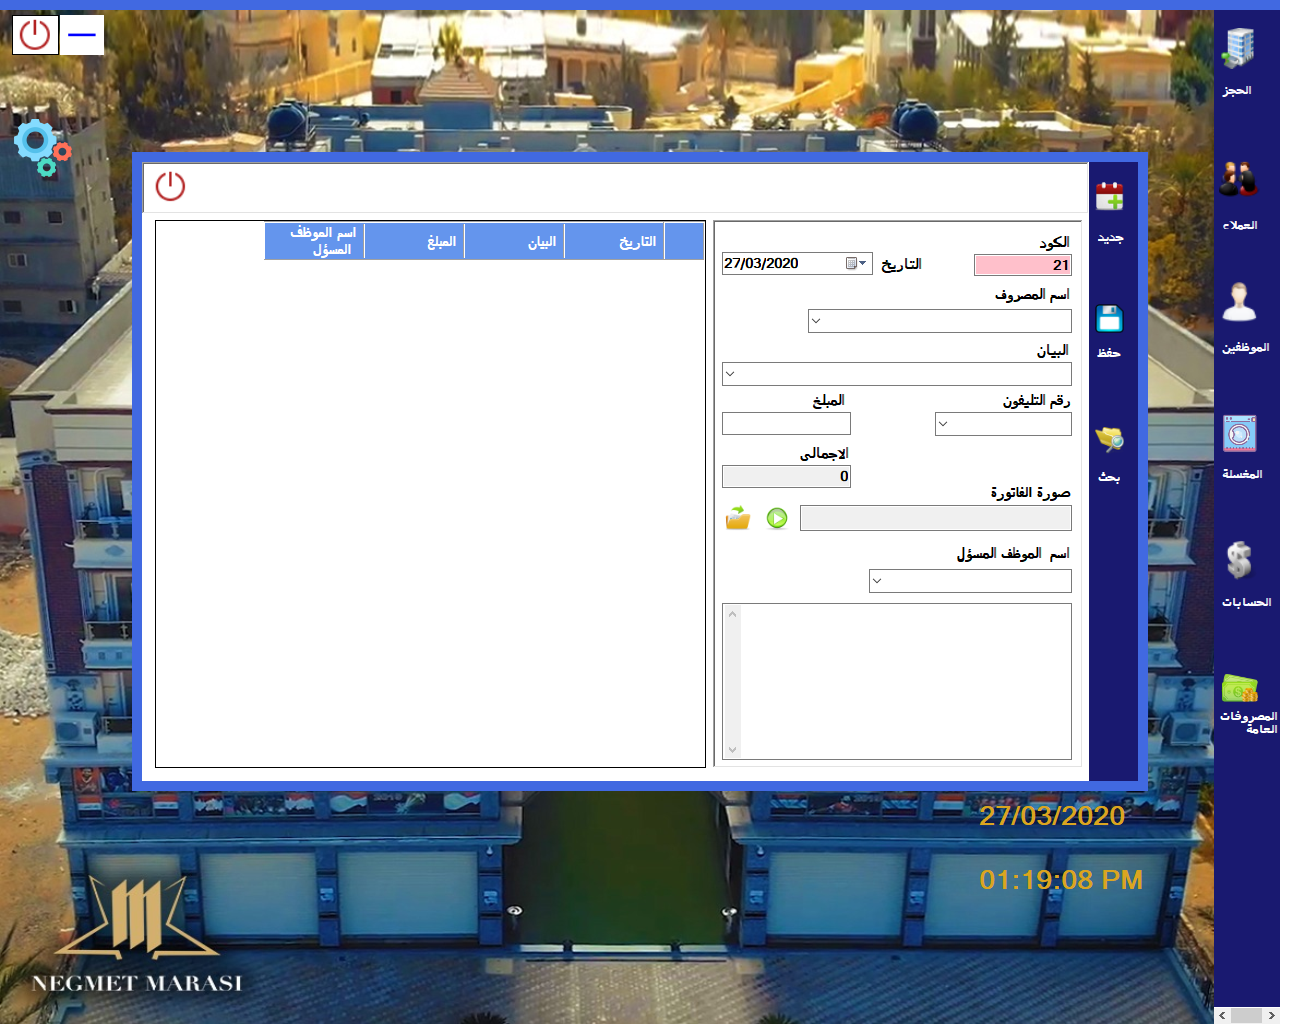 الحجز
العملاء
الموظفين
المغسلة
الحسابات
المصروفات
العامة
جديد
حفظ
بحث
الكود
21
التاريخ
27/03/2020
اسم المصروف
البيان
رقم التليفون
المبلغ
الاجمالى
0
صورة الفاتورة
اسم الموظف المسؤل
التاريخ
البيان
المبلغ
اسم الموظف
المسؤل
27/03/2020
01:19:08 PM
NEGMET MARASI